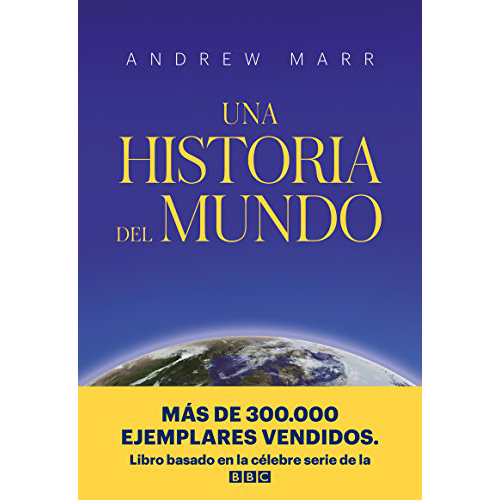 ANDREW MARR
UNA
HISTORIA
DEL MUNDO
MÁS DE 300.000
EJEMPLARES VENDIDOS.
Libro basado en la célebre serie de la
BBC